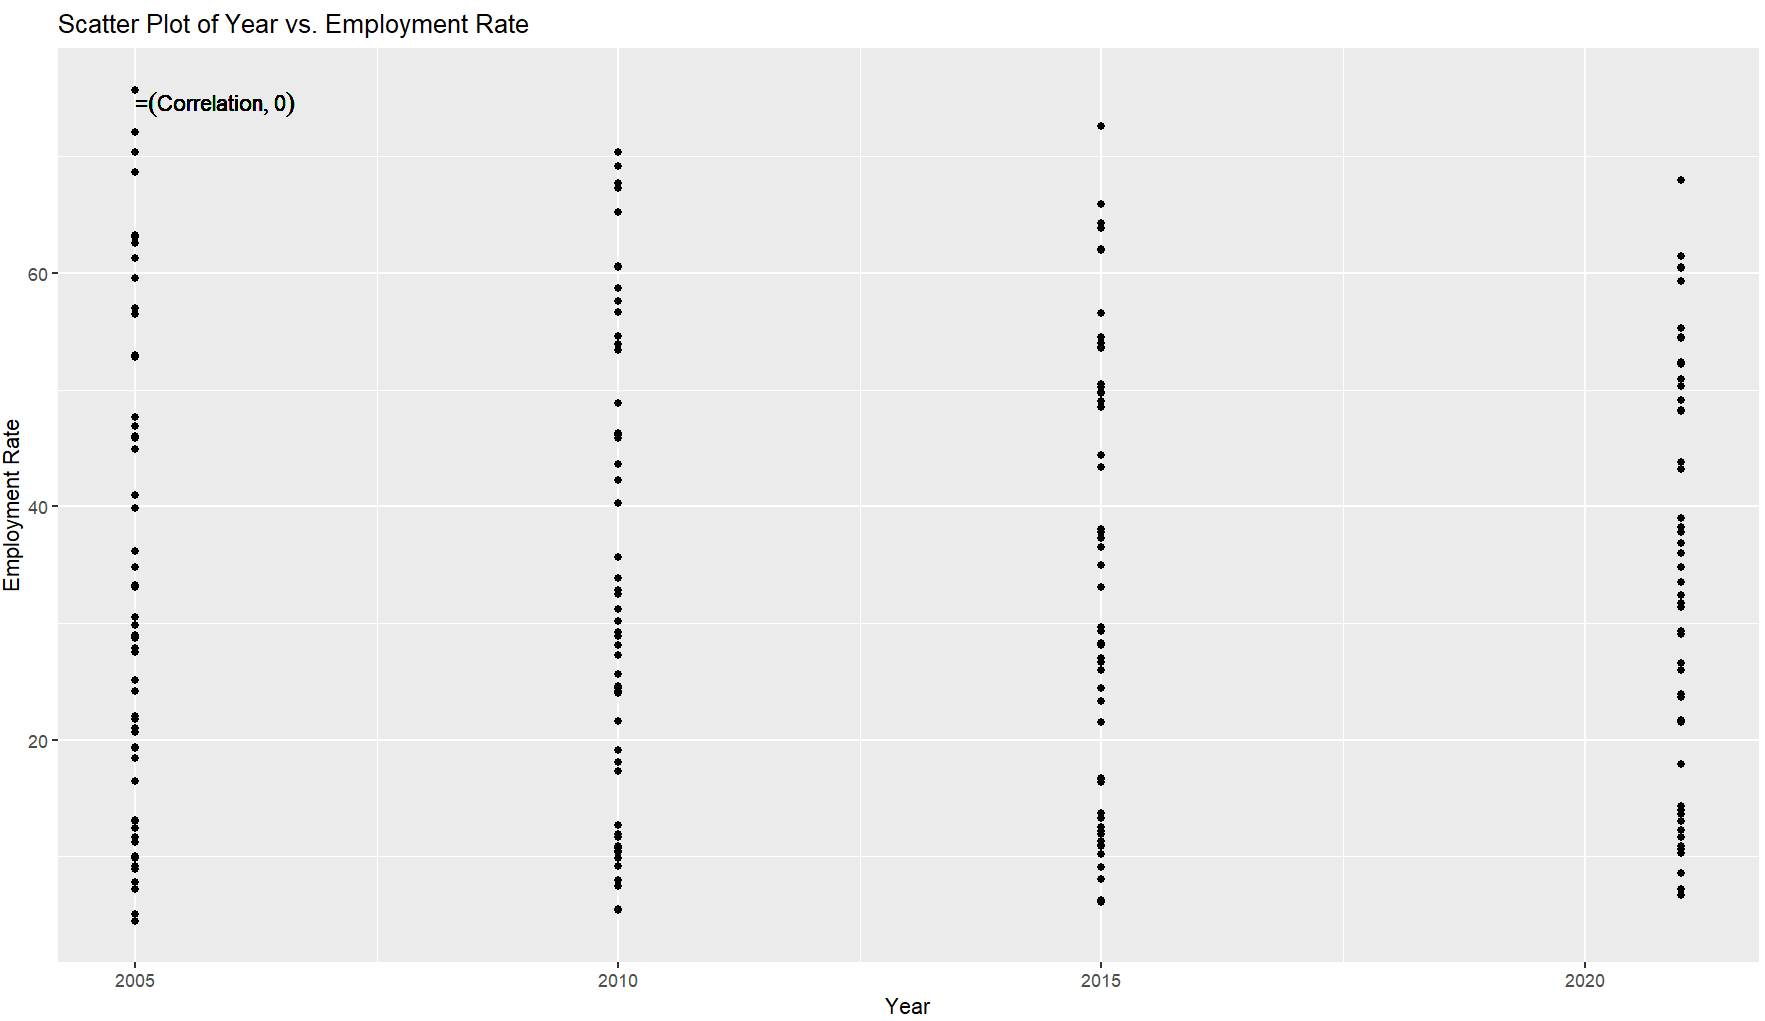 Scatter Plot of Year vs. Employment Rate
=(Correlation, 0)
60
40
20
Employment Rate
2005 2010 2015 2020
Year